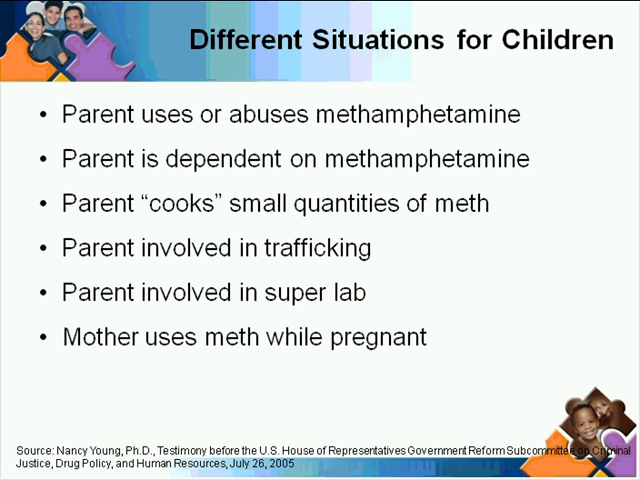 Different Situations for Children
• Parent uses or abuses methamphetamine
• Parent is dependent on methamphetamine
• Parent “cooks” small quantities of meth
• Parent involved in trafficking
• Parent involved in super lab
• Mother uses meth while pregnant
Source: Nancy Young, Ph.D., Testimony before the U.S. House of Representatives Government Reform Subcommittee on Criminal
Justice, Drug Policy, and Human Resources, July 26, 2005